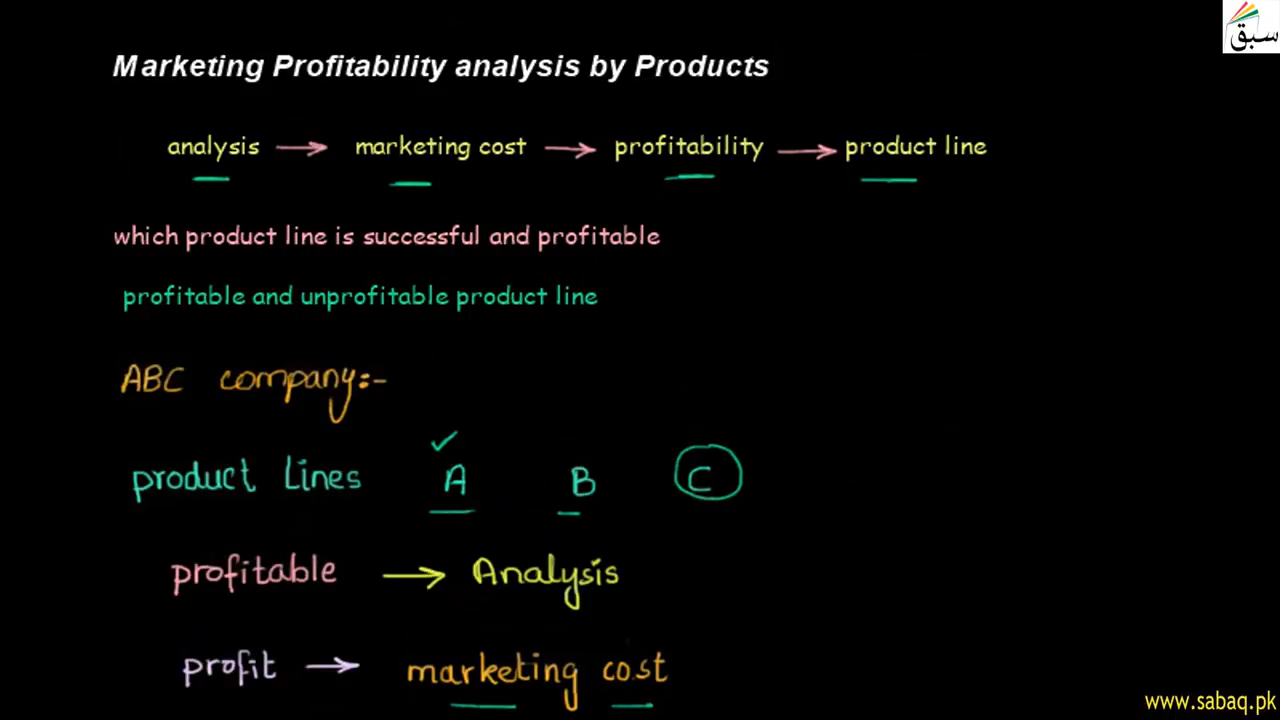 سبق
Marketing Profitability analysis by Products
analysis → marketing cost → profitability → product line
which product line is successful and profitable
profitable and unprofitable product line
ABC company:-
product Lines A B C
profitable → Analysis
profit → marketing cost
www.sabaq.pk